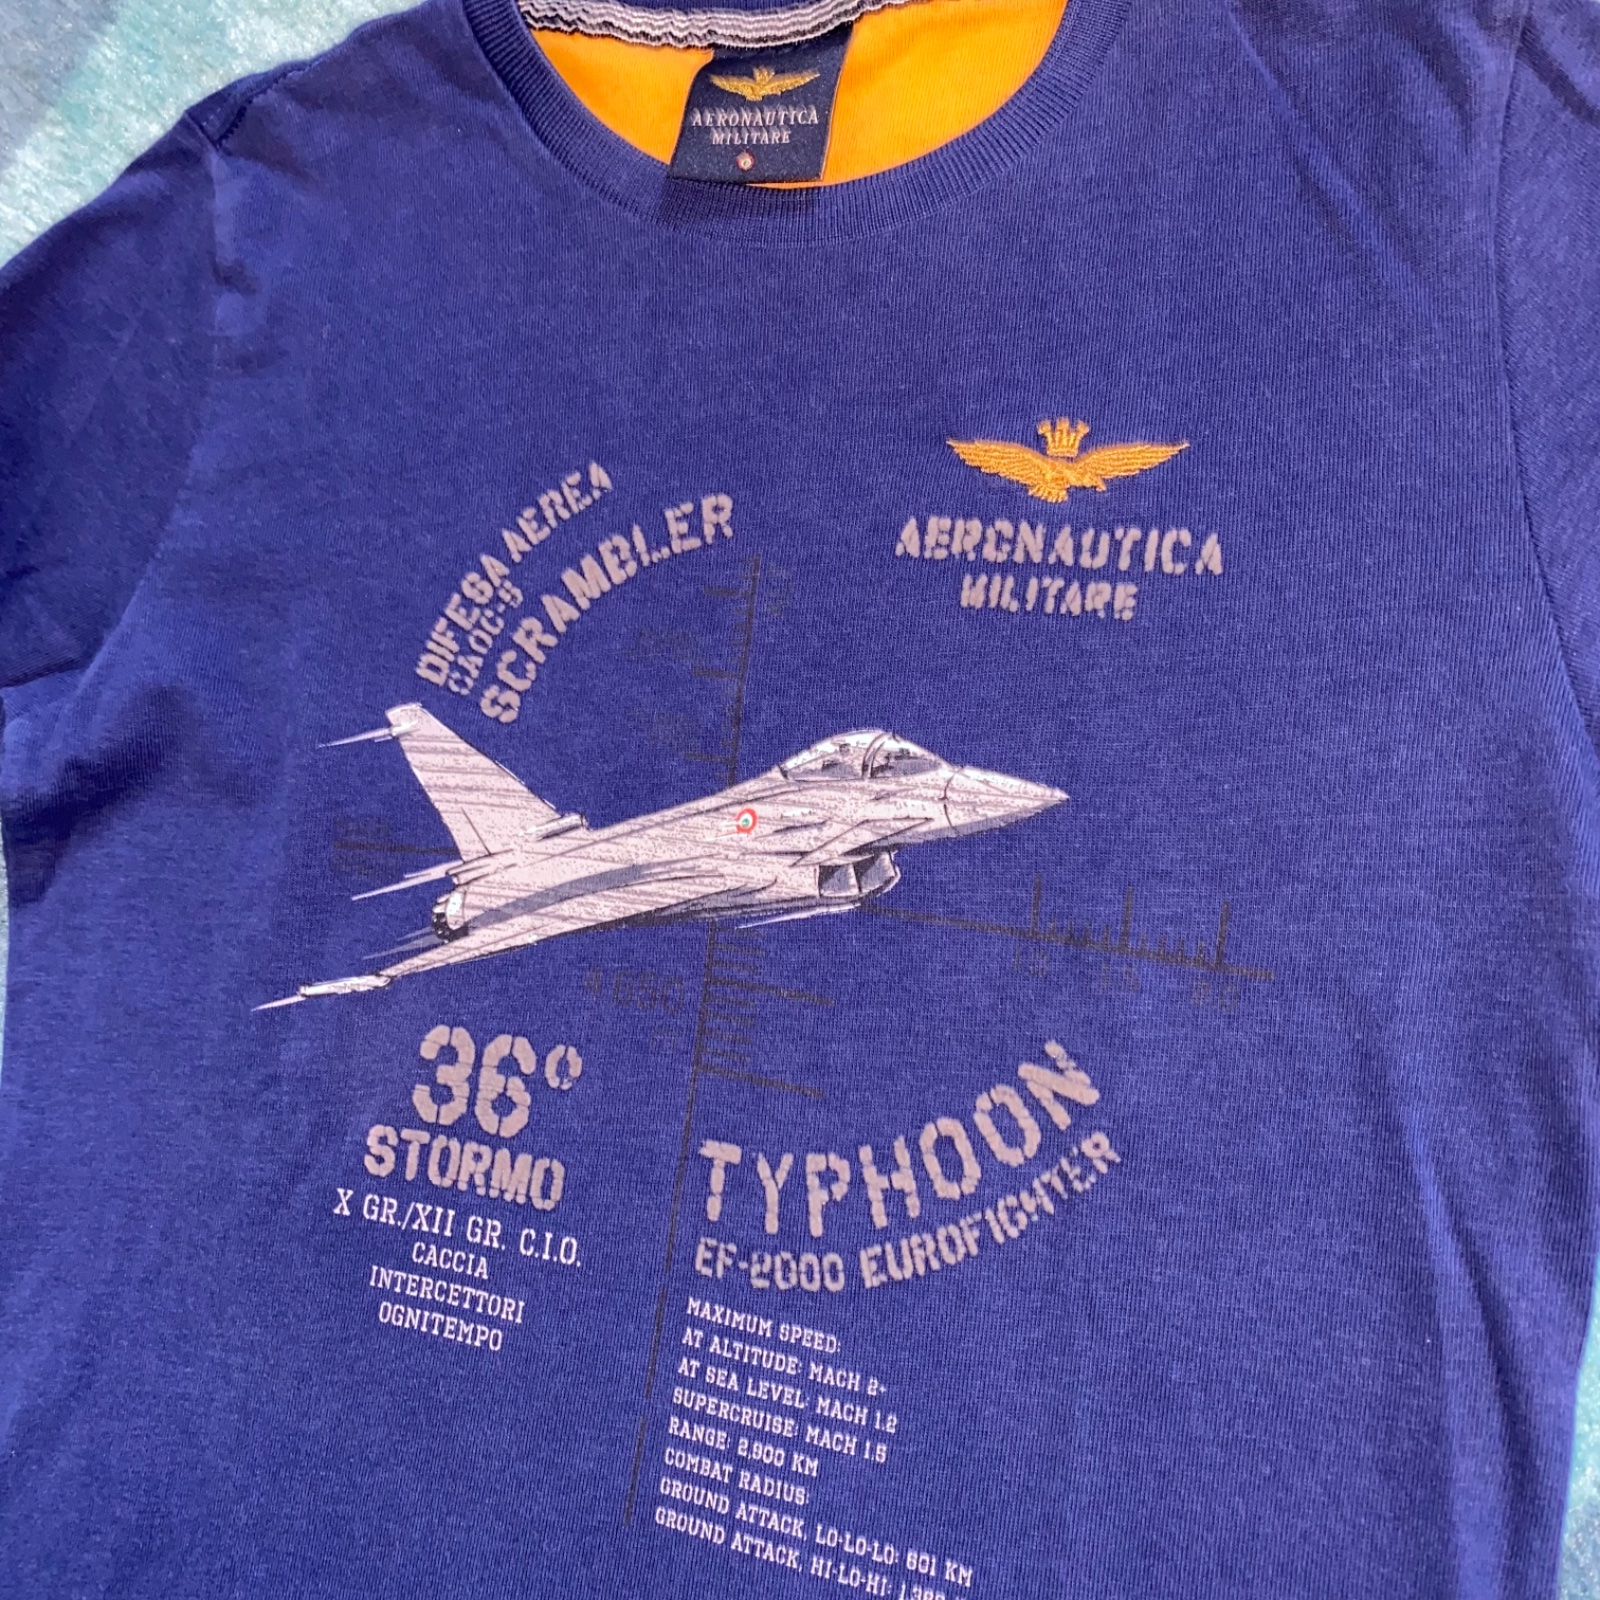 AERONAUTICA
MILITARE
AERONAUTICA
MILITARE
DIFESA AEREA
CAOC-5
SCRAMBLER
4680
36°
STORMO
X GR./XII GR. C.I.O.
CACCIA
INTERCETTORI
OGNITEMPO
TYPHOON
EF-2000 EUROFIGHTER
MAXIMUM SPEED:
AT ALTITUDE: MACH 2+
AT SEA LEVEL: MACH 1.2
SUPERCRUISE: MACH 1.5
RANGE: 2.900 KM
COMBAT RADIUS:
GROUND ATTACK, LO-LO-LO: 601 KM
GROUND ATTACK, HI-LO-HI: